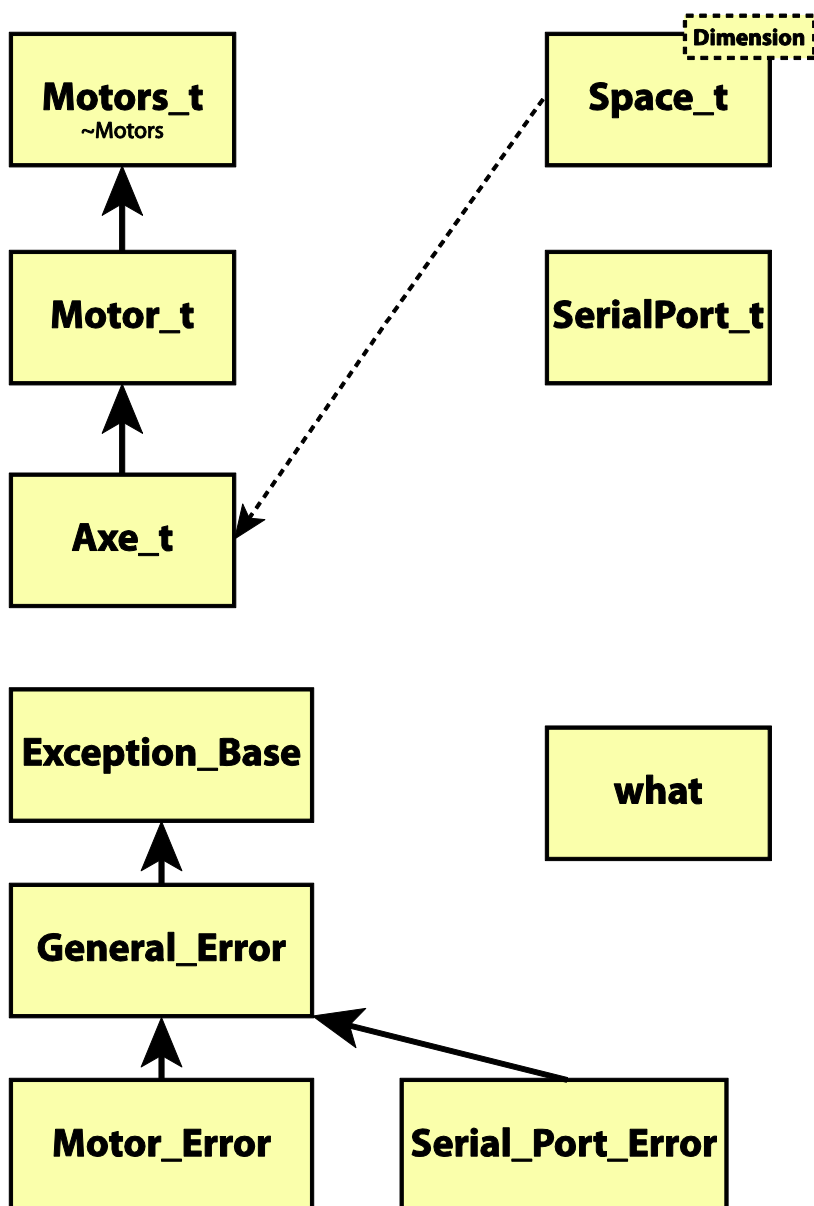 Dimension
Motors_t
~Motors
Space_t
Motor_t
SerialPort_t
Axe_t
Exception_Base
what
General_Error
Motor_Error
Serial_Port_Error